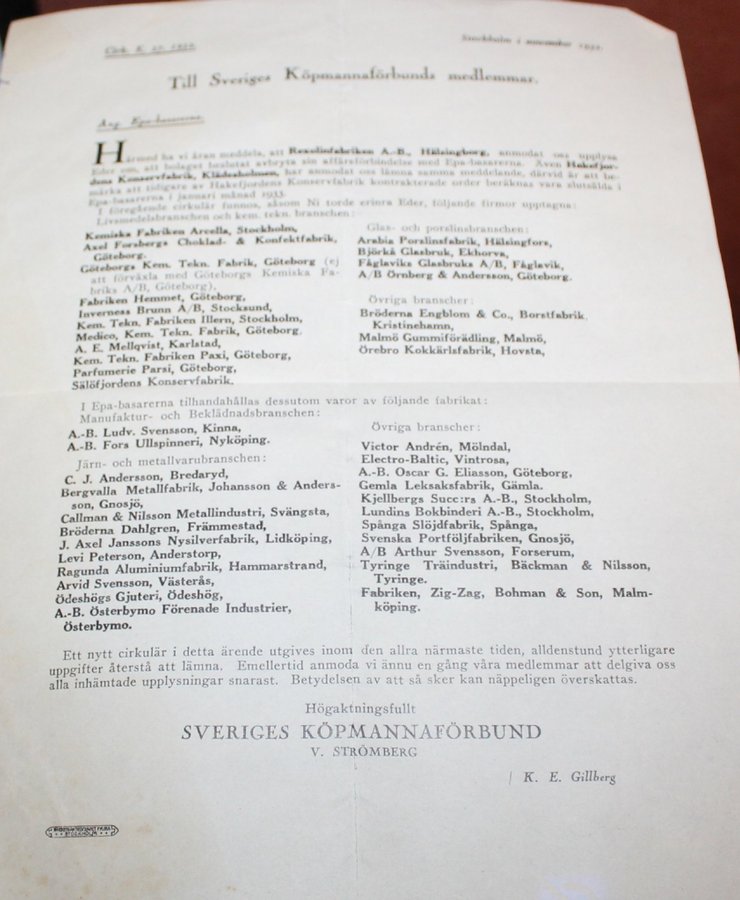 Cirk. K. 27. 1932.
Stockholm i november 1932.
Till Sveriges Köpmannaförbunds medlemmar.
Ang. Epa-basarerna.
Härmed ha vi äran meddela, att Rexolinfabriken A.-B., Hälsingborg, anmodat oss upplysa
Eder om, att bolaget beslutat avbryta sin affärsförbindelse med Epa-basarerna. Även Hakefjor-
dens Konservfabrik, Klädesholmen, har anmodat oss lämna samma meddelande, därvid är att be-
märka att tidigare av Hakefjordens Konservfabrik kontrakterade order beräknas vara slutsålda i
Epa-basarerna i januari månad 1933.
I föregående cirkulär funnos, såsom Ni torde erinra Eder, följande firmor upptagna:
Livsmedelsbranschen och kem. tekn. branschen:
Kemiska Fabriken Arcella, Stockholm,
Axel Forsbergs Choklad- & Konfektfabrik,
Göteborg.
Göteborgs Kem. Tekn. Fabrik, Göteborg (ej
att förväxla med Göteborgs Kemiska Fa-
briks A/B, Göteborg),
Fabriken Hemmet, Göteborg,
Inverness Brunn A/B, Stocksund,
Kem. Tekn. Fabriken Illern, Stockholm,
Medico, Kem. Tekn. Fabrik, Göteborg.
A. E. Mellqvist, Karlstad,
Kem. Tekn. Fabriken Paxi, Göteborg,
Parfumerie Parsi, Göteborg,
Sälöfjordens Konservfabrik.
Glas- och porslinsbranschen:
Arabia Porslinsfabrik, Hälsingfors,
Björkå Glasbruk, Ekhorva,
Fåglaviks Glasbruks A/B, Fåglavik,
A/B Örnberg & Andersson, Göteborg.
Övriga branscher:
Bröderna Engblom & Co., Borstfabrik
Kristinehamn,
Malmö Gummiförädling, Malmö,
Örebro Kokkärlsfabrik, Hovsta,
I Epa-basarerna tillhandahållas dessutom varor av följande fabrikat:
Manufaktur- och Beklädnadsbranschen:
A.-B. Ludv. Svensson, Kinna,
A.-B. Fors Ullspinneri, Nyköping.
Järn- och metallvarubranschen:
C. J. Andersson, Bredaryd,
Bergvalla Metallfabrik, Johansson & Anders-
son, Gnosjö,
Callman & Nilsson Metallindustri, Svängsta,
Bröderna Dahlgren, Främmestad,
J. Axel Janssons Nysilverfabrik, Lidköping,
Levi Peterson, Anderstorp,
Ragunda Aluminiumfabrik, Hammarstrand,
Arvid Svensson, Västerås,
Ödeshögs Gjuteri, Ödeshög,
A.-B. Österbymo Förenade Industrier,
Österbymo.
Övriga branscher:
Victor Andrén, Mölndal,
Electro-Baltic, Vintrosa,
A.-B. Oscar G. Eliasson, Göteborg,
Gemla Leksaksfabrik, Gämla.
Kjellbergs Succ:rs A.-B., Stockholm,
Lundins Bokbinderi A.-B., Stockholm,
Spånga Slöjdfabrik, Spånga,
Svenska Portföljfabriken, Gnosjö,
A/B Arthur Svensson, Forserum,
Tyringe Träindustri, Bäckman & Nilsson,
Tyringe.
Fabriken, Zig-Zag, Bohman & Son, Malm-
köping.
Ett nytt cirkulär i detta ärende utgives inom den allra närmaste tiden, alldenstund ytterligare
uppgifter återstå att lämna. Emellertid anmoda vi ännu en gång våra medlemmar att delgiva oss
alla inhämtade upplysningar snarast. Betydelsen av att så sker kan näppeligen överskattas.
Högaktningsfullt
SVERIGES KÖPMANNAFÖRBUND
V. STRÖMBERG
/ K. E. Gillberg
STOCKHOLM